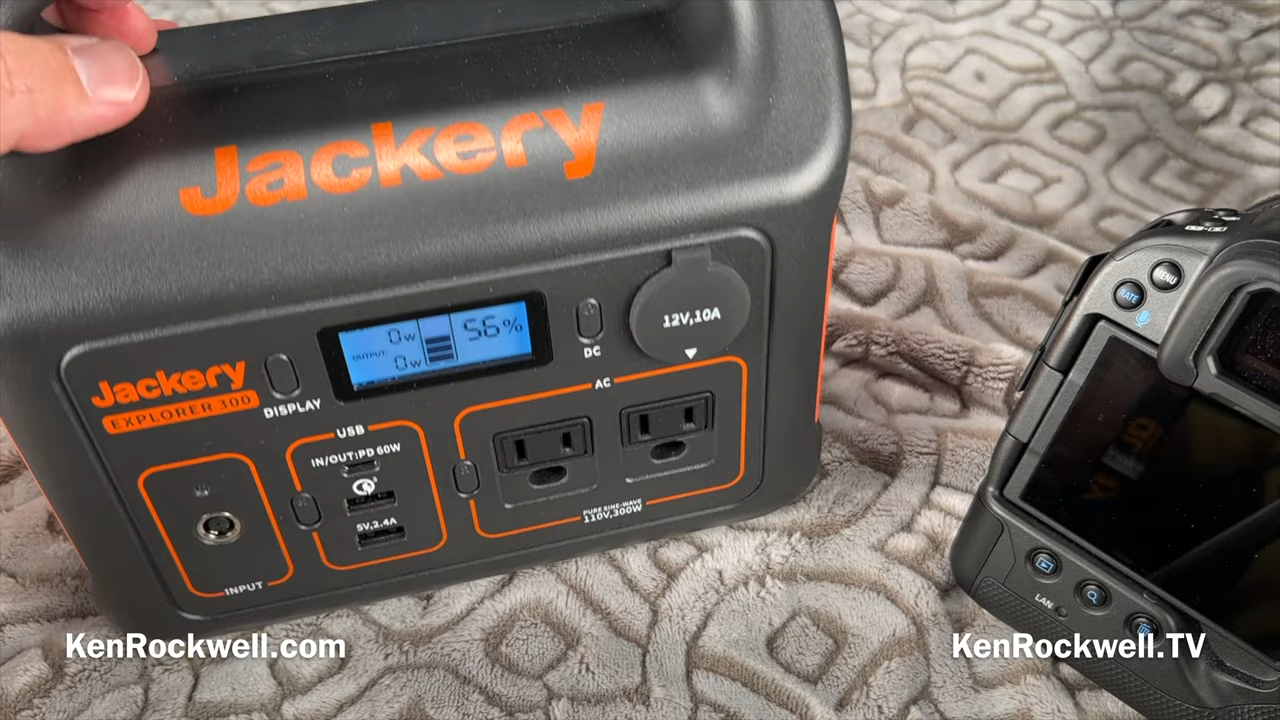 Jackery
Jackery
EXPLORER 300
DISPLAY
0w
OUTPUT:
0w
56%
DC
12V,10A
AC
USB
IN/OUT:PD 60W
5V,2.4A
PURE SINE-WAVE
110V,300W
INPUT
MENU
RATE
LAN
KenRockwell.com
KenRockwell.TV